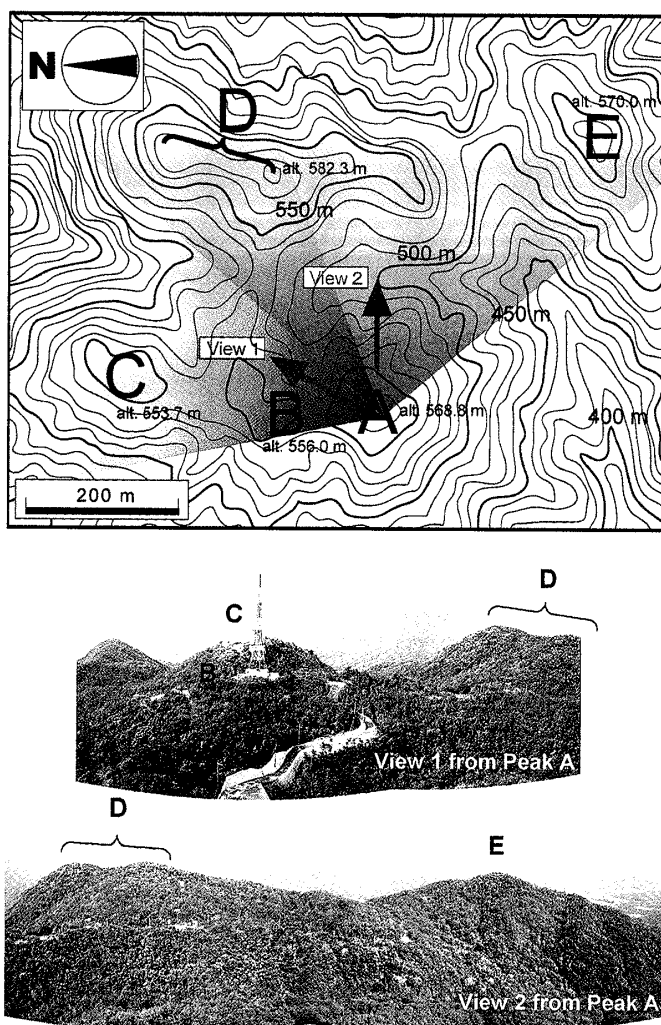 N
D
alt. 570.0 m
E
alt. 582.3 m
550 m
500 m
View 2
450 m
View 1
C
alt. 553.7 m
B
A
alt. 568.8 m
400 m
alt. 556.0 m
200 m
D
C
B
View 1 from Peak A
D
E
View 2 from Peak A